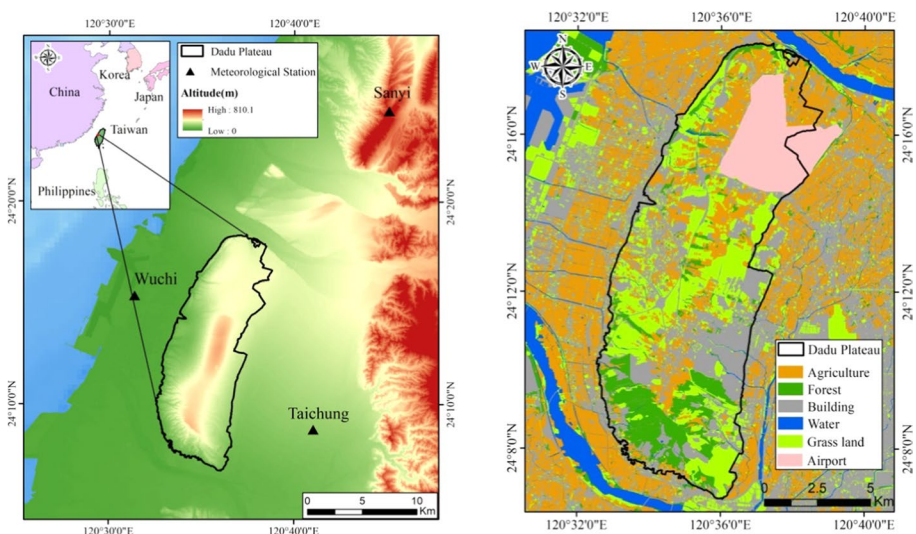 120°30'0"E
120°40'0"E
N
China
Korea
Japan
Taiwan
Philippines
Dadu Plateau
Meteorological Station
Altitude(m)
High : 810.1
Low : 0
Sanyi
Wuchi
Taichung
24°20'0"N
24°10'0"N
24°20'0"N
24°10'0"N
0 5 10
Km
120°30'0"E
120°40'0"E
120°32'0"E
120°36'0"E
120°40'0"E
N
W E
S
24°16'0"N
24°12'0"N
24°8'0"N
24°16'0"N
24°12'0"N
24°8'0"N
Dadu Plateau
Agriculture
Forest
Building
Water
Grass land
Airport
0 2.5 5
Km
120°32'0"E
120°36'0"E
120°40'0"E